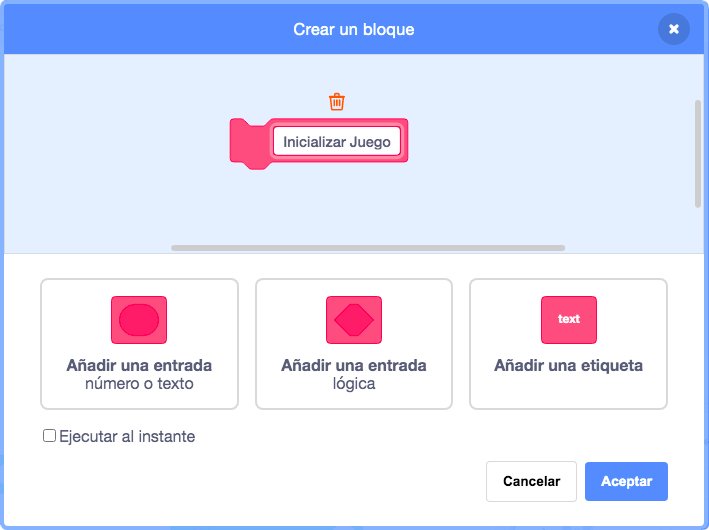 Crear un bloque
Inicializar Juego
text
Añadir una entrada
número o texto
Añadir una entrada
lógica
Añadir una etiqueta
Ejecutar al instante
Cancelar
Aceptar